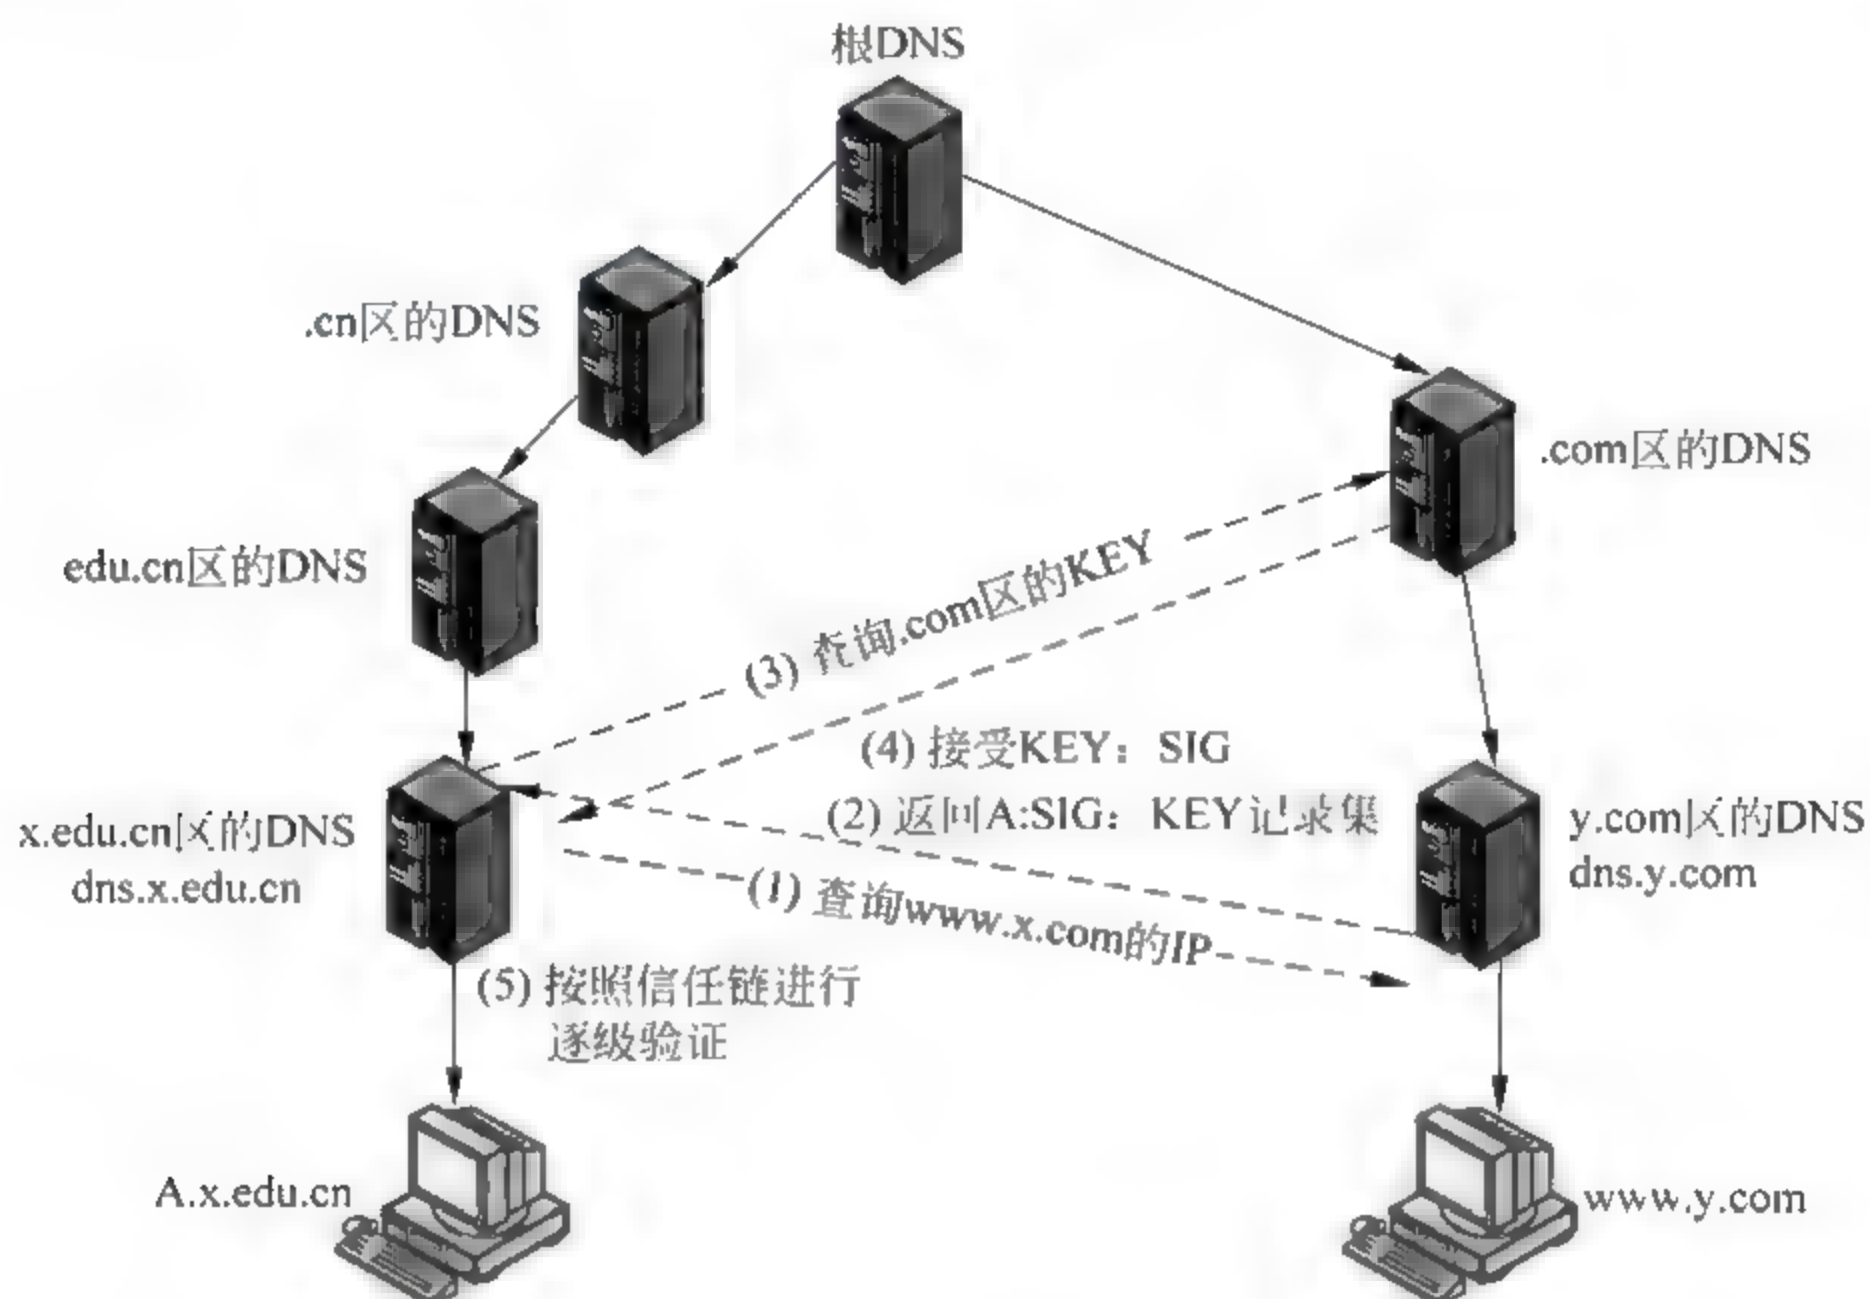 根DNS
.cn区的DNS
.com区的DNS
edu.cn区的DNS
(3) 查询.com区的KEY
(4) 接受KEY：SIG
(2) 返回A:SIG：KEY记录集
x.edu.cn区的DNS
dns.x.edu.cn
y.com区的DNS
dns.y.com
(1) 查询www.x.com的IP
(5) 按照信任链进行
逐级验证
A.x.edu.cn
www.y.com